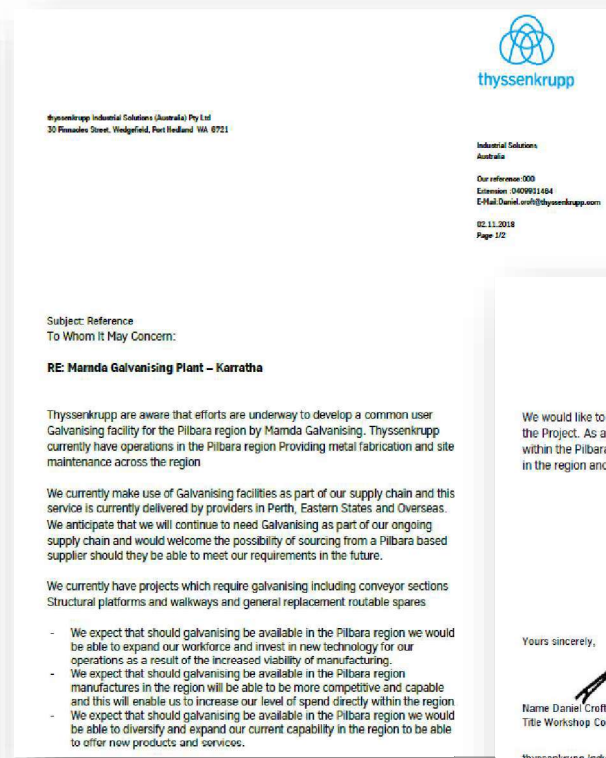 thyssenkrupp
thyssenkrupp Industrial Solutions (Australia) Pty Ltd
30 Pinnacles Street, Wedgefield, Port Hedland WA 6721
Industrial Solutions
Australia
Our reference:000
Extension :0409931464
E-Mail:Daniel.croft@thyssenkrupp.com
02.11.2018
Page 1/2
Subject: Reference
To Whom It May Concern:
RE: Marnda Galvanising Plant – Karratha
Thyssenkrupp are aware that efforts are underway to develop a common user
Galvanising facility for the Pilbara region by Marnda Galvanising. Thyssenkrupp
currently have operations in the Pilbara region Providing metal fabrication and site
maintenance across the region
We currently make use of Galvanising facilities as part of our supply chain and this
service is currently delivered by providers in Perth, Eastern States and Overseas.
We anticipate that we will continue to need Galvanising as part of our ongoing
supply chain and would welcome the possibility of sourcing from a Pilbara based
supplier should they be able to meet our requirements in the future.
We currently have projects which require galvanising including conveyor sections
Structural platforms and walkways and general replacement routable spares
- We expect that should galvanising be available in the Pilbara region we would
be able to expand our workforce and invest in new technology for our
operations as a result of the increased viability of manufacturing.
- We expect that should galvanising be available in the Pilbara region
manufactures in the region will be able to be more competitive and capable
and this will enable us to increase our level of spend directly within the region
- We expect that should galvanising be available in the Pilbara region we would
be able to diversify and expand our current capability in the region to be able
to offer new products and services.
We would like to
the Project. As a
within the Pilbara
in the region and
Yours sincerely,
Name Daniel Croft
Title Workshop Co